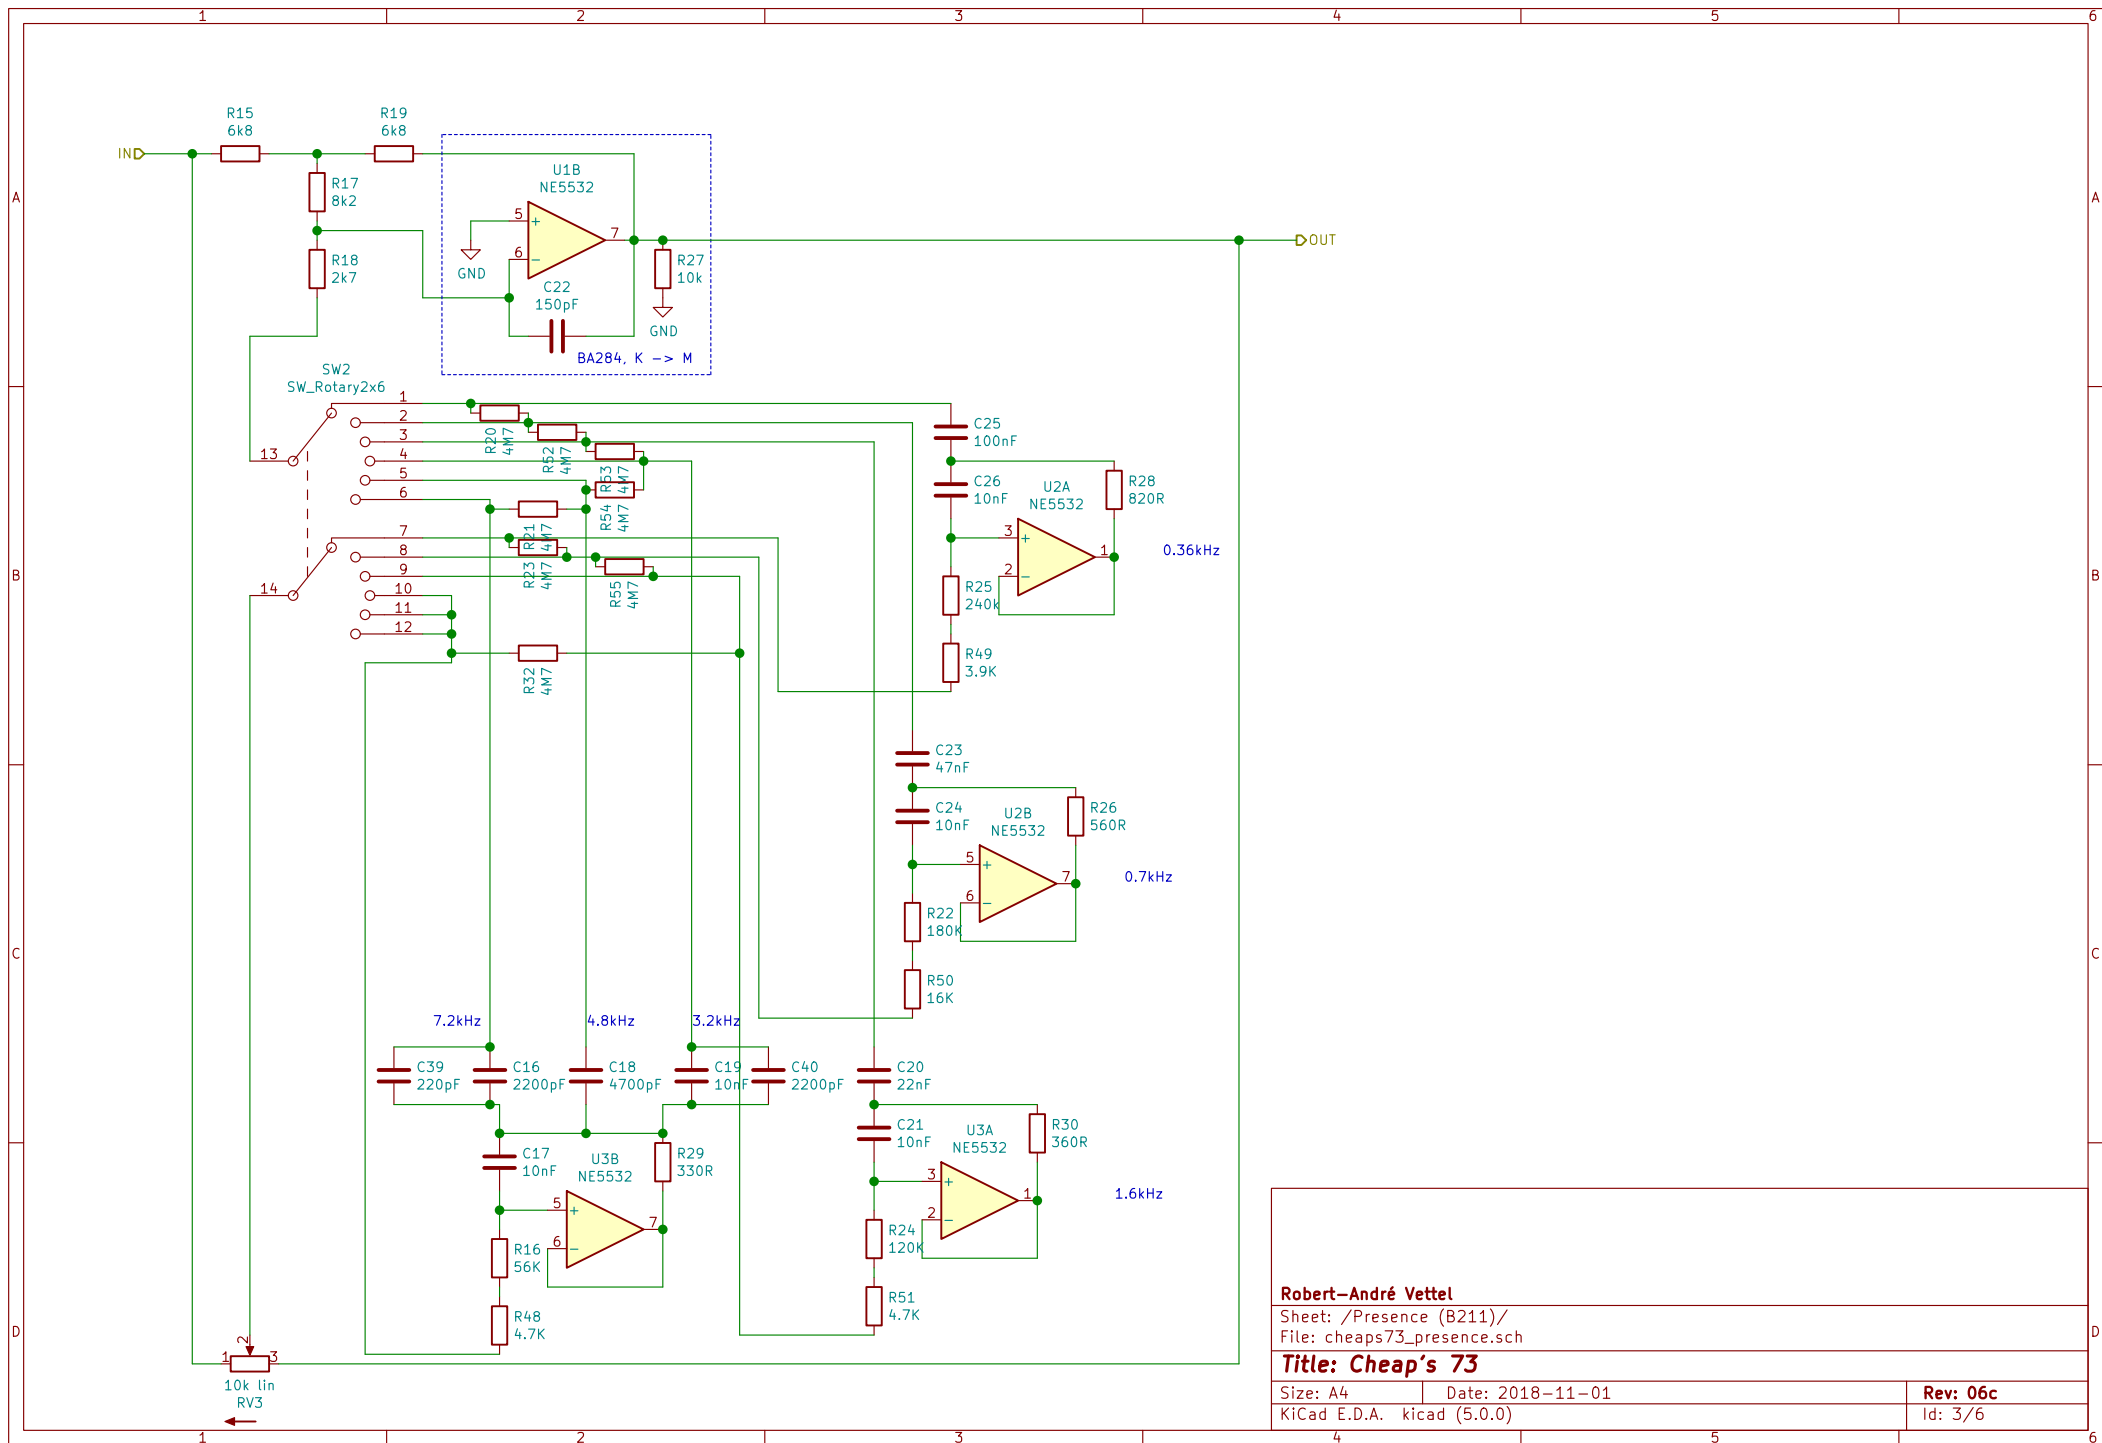 1 2 3 4 5 6
R15
6k8
R19
6k8
IN
U1B
NE5532
R17
8k2
A
A
5
+
7
6
−
OUT
R18
2k7
GND
R27
10k
C22
150pF
GND
BA284, K −> M
SW2
SW_Rotary2x6
1
2
3
4
5
6
13
R20
4M7
R52
4M7
R53
4M7
R54
4M7
R21
4M7
C25
100nF
C26
10nF
U2A
NE5532
R28
820R
3
+
1
2
−
0.36kHz
7
8
9
10
11
12
14
B
B
R23
4M7
R55
4M7
R32
4M7
R25
240k
R49
3.9K
C23
47nF
C24
10nF
U2B
NE5532
R26
560R
5
+
7
6
−
0.7kHz
R22
180K
C
C
R50
16K
7.2kHz
4.8kHz
3.2kHz
C39
220pF
C16
2200pF
C18
4700pF
C19
10nF
C40
2200pF
C20
22nF
C21
10nF
U3A
NE5532
R30
360R
C17
10nF
U3B
NE5532
R29
330R
3
+
1
2
−
1.6kHz
5
+
7
6
−
R24
120K
R16
56K
R51
4.7K
R48
4.7K
D
D
2
1
3
10k lin
RV3
Robert−André Vettel
Sheet: /Presence (B211)/
File: cheaps73_presence.sch
Title: Cheap's 73
Size: A4
Date: 2018−11−01
Rev: 06c
KiCad E.D.A. kicad (5.0.0)
Id: 3/6
1 2 3 4 5 6